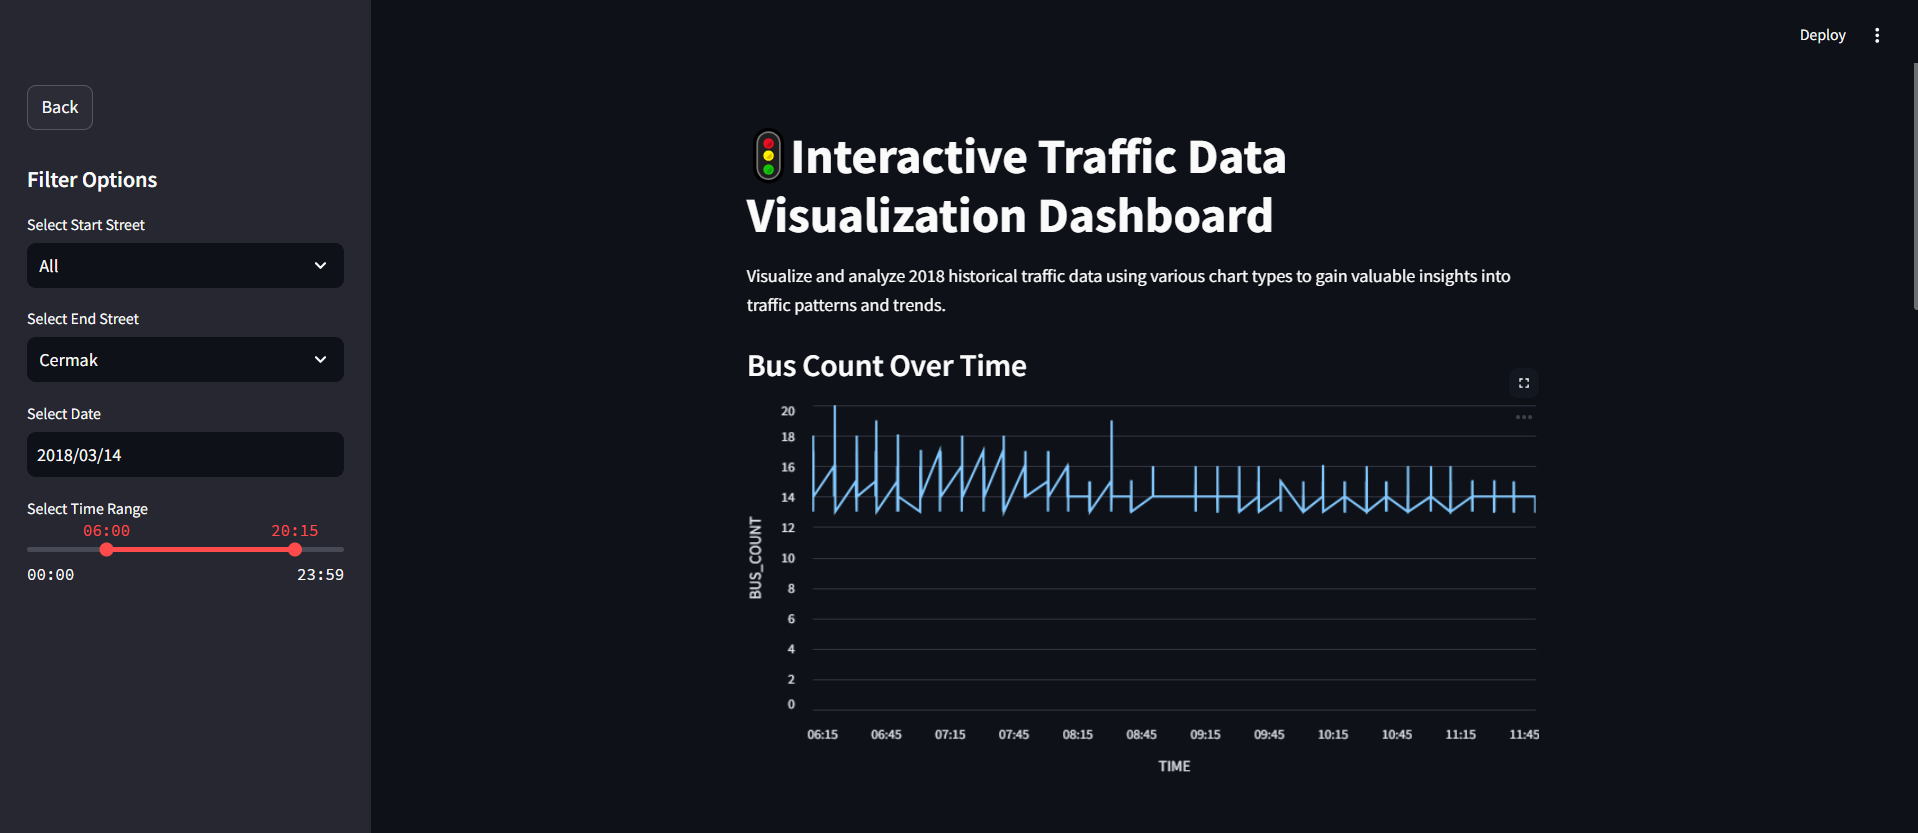 Deploy
Back
Filter Options
Select Start Street
All
Select End Street
Cermak
Select Date
2018/03/14
Select Time Range
06:00 20:15
00:00 23:59
Interactive Traffic Data
Visualization Dashboard
Visualize and analyze 2018 historical traffic data using various chart types to gain valuable insights into
traffic patterns and trends.
Bus Count Over Time
20
18
16
14
12
10
8
6
4
2
0
BUS_COUNT
06:15 06:45 07:15 07:45 08:15 08:45 09:15 09:45 10:15 10:45 11:15 11:45
TIME